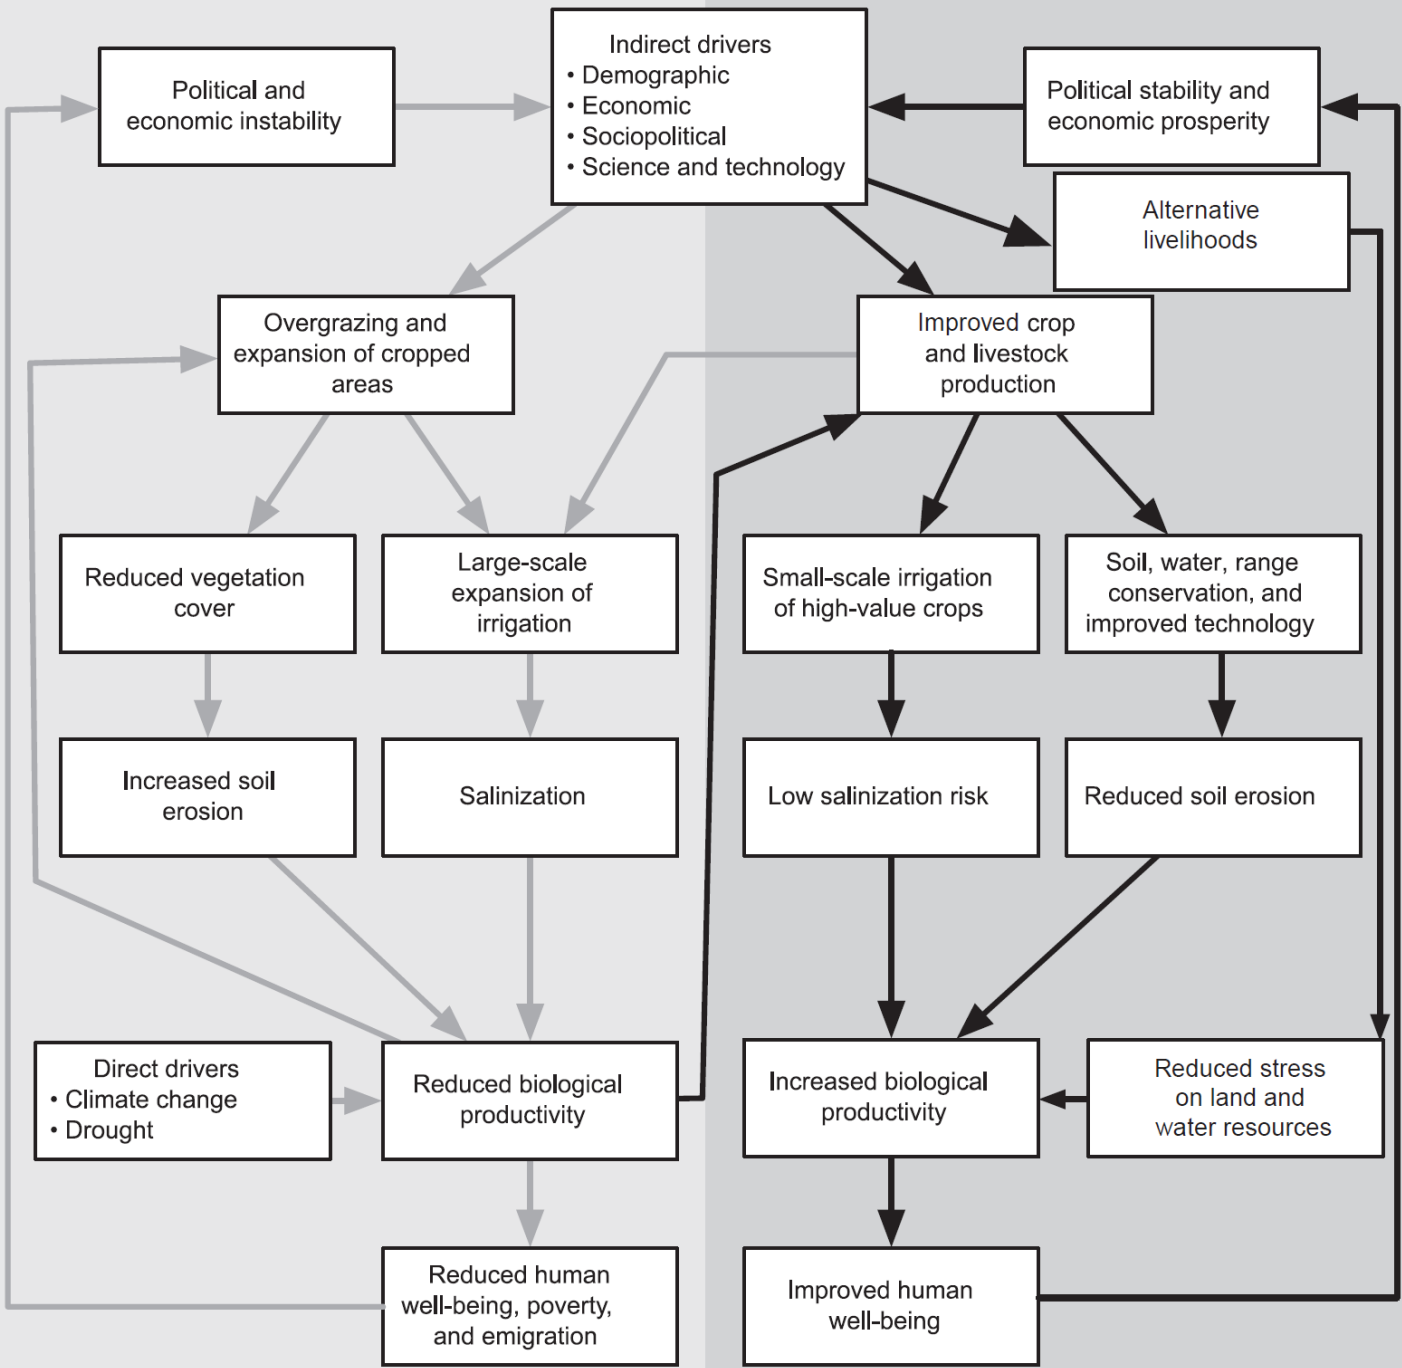 Indirect drivers
• Demographic
• Economic
• Sociopolitical
• Science and technology
Political and
economic instability
Political stability and
economic prosperity
Alternative
livelihoods
Overgrazing and
expansion of cropped
areas
Improved crop
and livestock
production
Reduced vegetation
cover
Large-scale
expansion of
irrigation
Small-scale irrigation
of high-value crops
Soil, water, range
conservation, and
improved technology
Increased soil
erosion
Salinization
Low salinization risk
Reduced soil erosion
Direct drivers
• Climate change
• Drought
Reduced biological
productivity
Increased biological
productivity
Reduced stress
on land and
water resources
Reduced human
well-being, poverty,
and emigration
Improved human
well-being